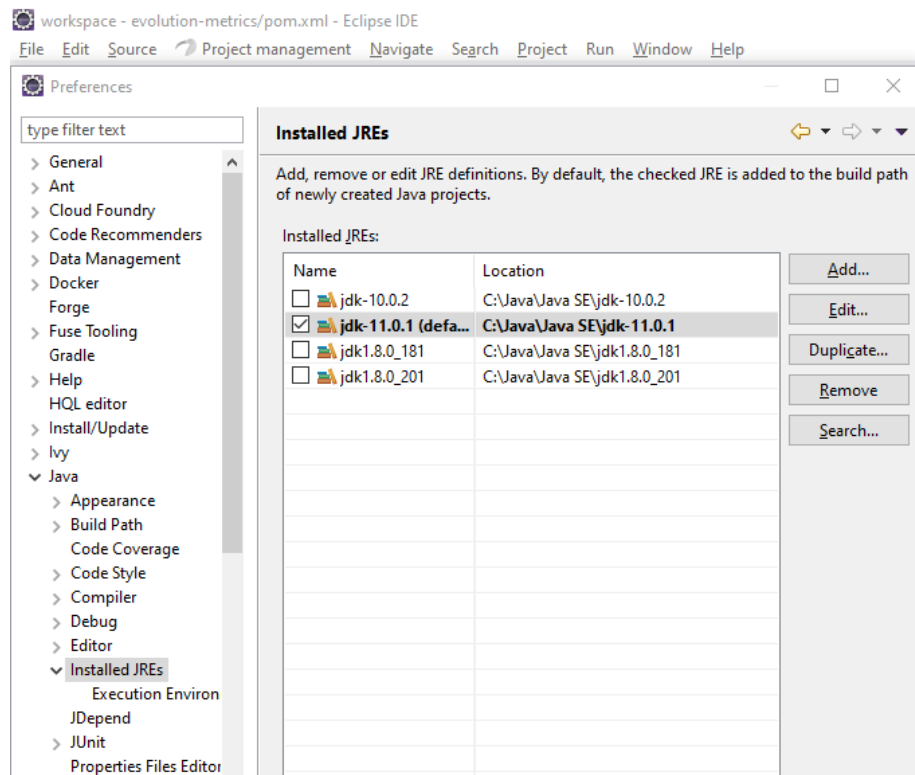 workspace - evolution-metrics/pom.xml - Eclipse IDE
File Edit Source Project management Navigate Search Project Run Window Help
Preferences
type filter text
General
Ant
Cloud Foundry
Code Recommenders
Data Management
Docker
Forge
Fuse Tooling
Gradle
Help
HQL editor
Install/Update
Ivy
Java
Appearance
Build Path
Code Coverage
Code Style
Compiler
Debug
Editor
Installed JREs
Execution Environ
JDepend
JUnit
Properties Files Editor
Installed JREs
Add, remove or edit JRE definitions. By default, the checked JRE is added to the build path
of newly created Java projects.
Installed JREs:
Name Location
jdk-10.0.2 C:\Java\Java SE\jdk-10.0.2
jdk-11.0.1 (defa... C:\Java\Java SE\jdk-11.0.1
jdk1.8.0_181 C:\Java\Java SE\jdk1.8.0_181
jdk1.8.0_201 C:\Java\Java SE\jdk1.8.0_201
Add...
Edit...
Duplicate...
Remove
Search...